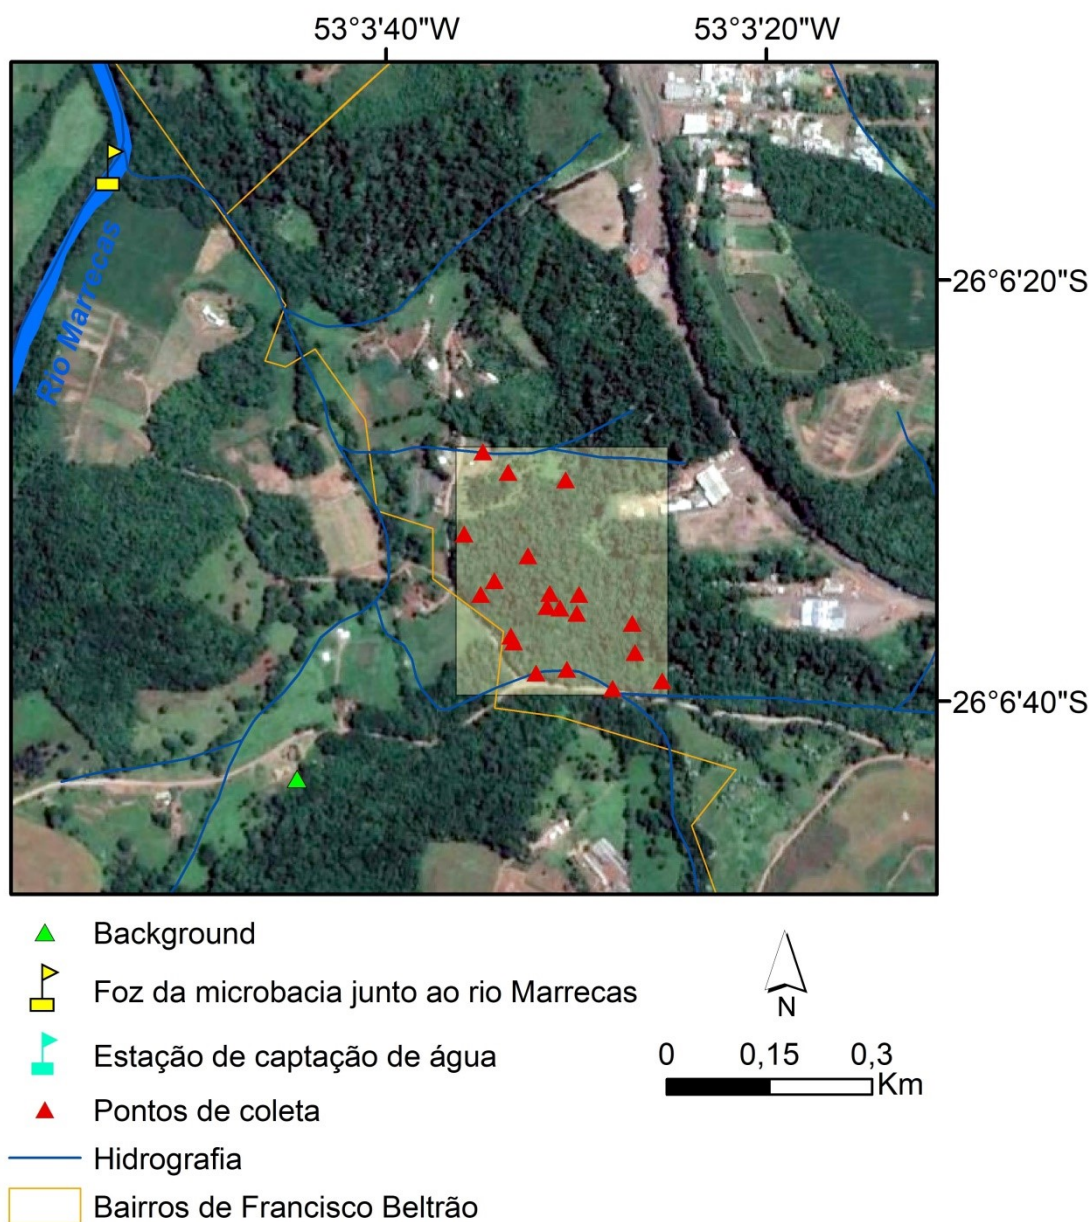 53°3'40"W 53°3'20"W
26°6'20"S
Rio Marrecas
26°6'40"S
Background
Foz da microbacia junto ao rio Marrecas
Estação de captação de água
Pontos de coleta
Hidrografia
Bairros de Francisco Beltrão
N
0 0,15 0,3
Km